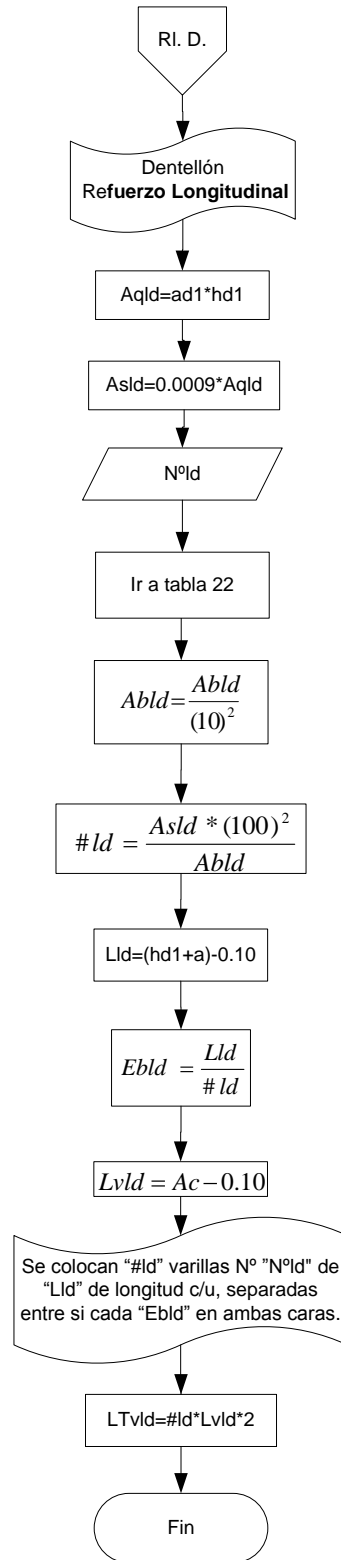 Rl. D.
Dentellón
Refuerzo Longitudinal
Aqld=ad1*hd1
Asld=0.0009*Aqld
Nºld
Ir a tabla 22
Abld = Abld / (10)²
# ld = Asld * (100)² / Abld
Lld=(hd1+a)-0.10
Ebld = Lld / # ld
Lvld = Ac − 0.10
Se colocan “#ld” varillas Nº ”Nºld" de
“Lld” de longitud c/u, separadas
entre si cada “Ebld” en ambas caras.
LTvld=#ld*Lvld*2
Fin